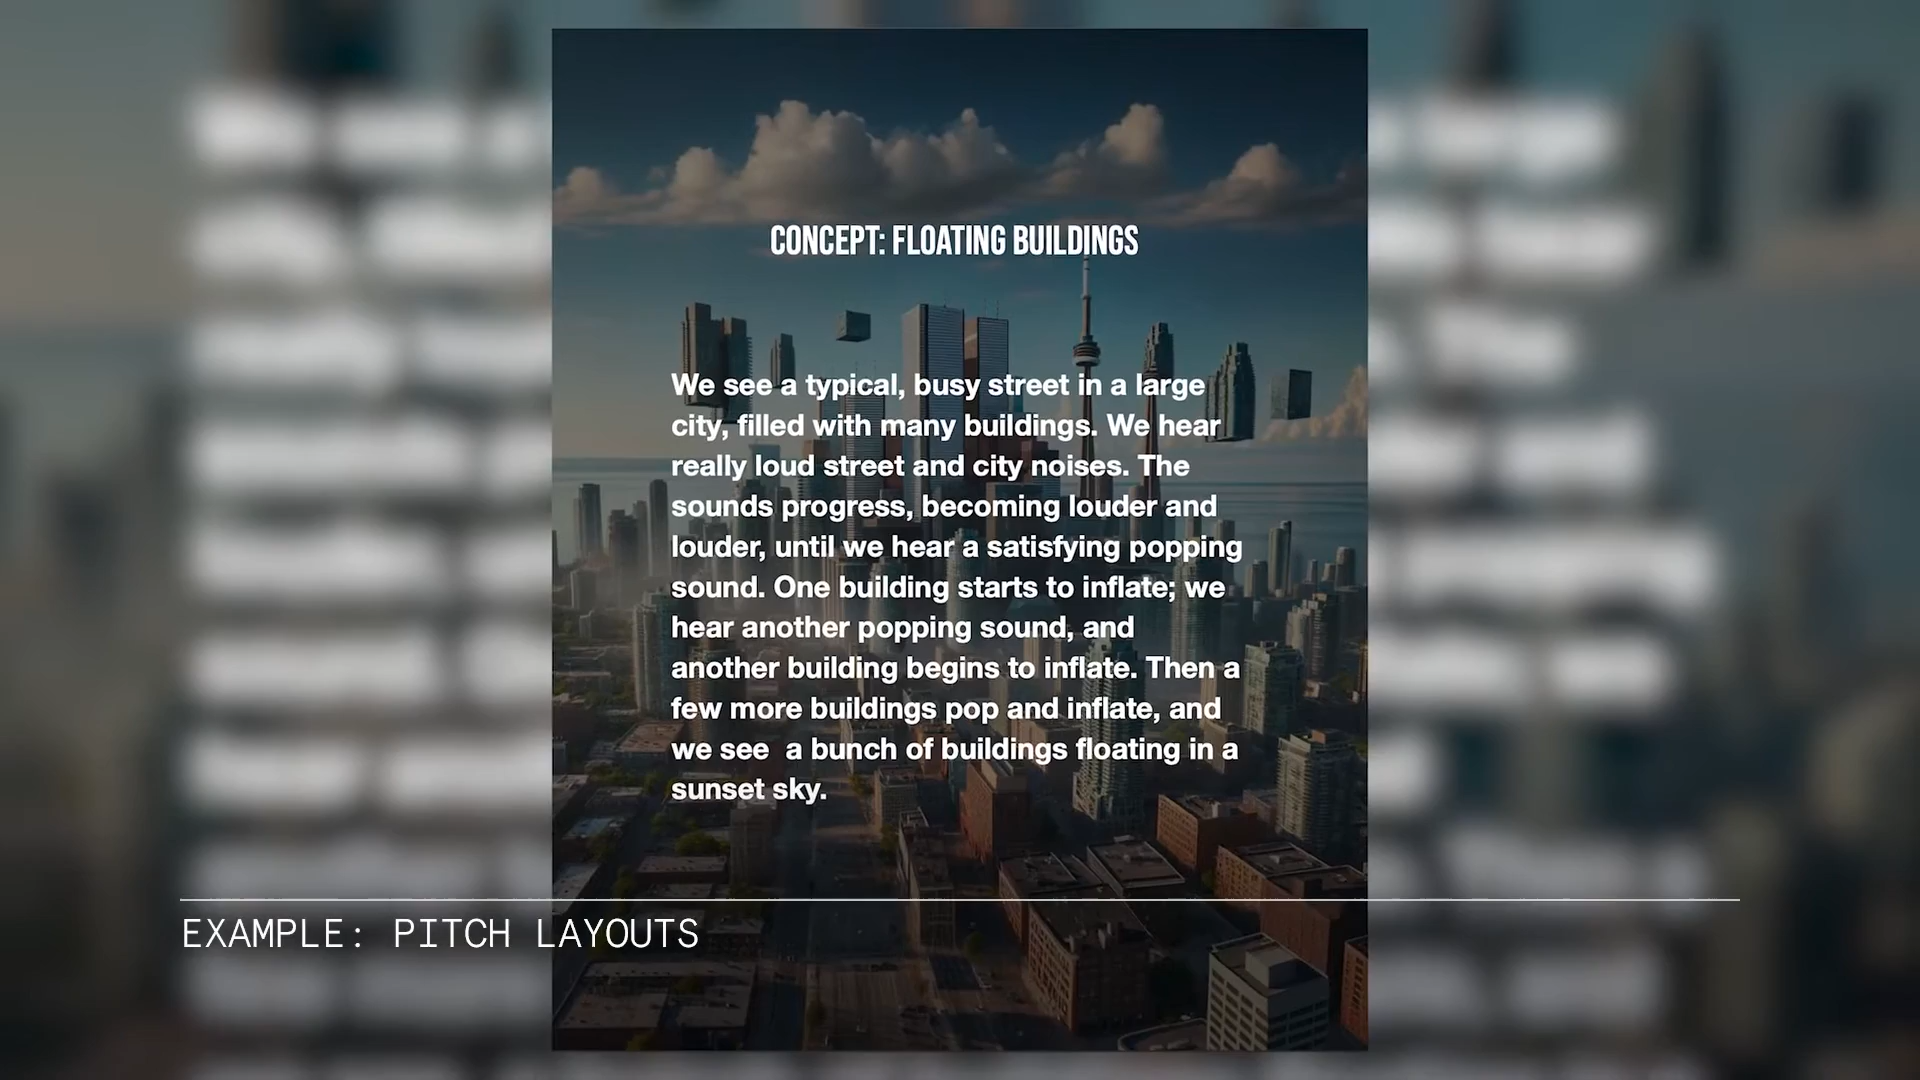 CONCEPT: FLOATING BUILDINGS
We see a typical, busy street in a large
city, filled with many buildings. We hear
really loud street and city noises. The
sounds progress, becoming louder and
louder, until we hear a satisfying popping
sound. One building starts to inflate; we
hear another popping sound, and
another building begins to inflate. Then a
few more buildings pop and inflate, and
we see  a bunch of buildings floating in a
sunset sky.
EXAMPLE: PITCH LAYOUTS